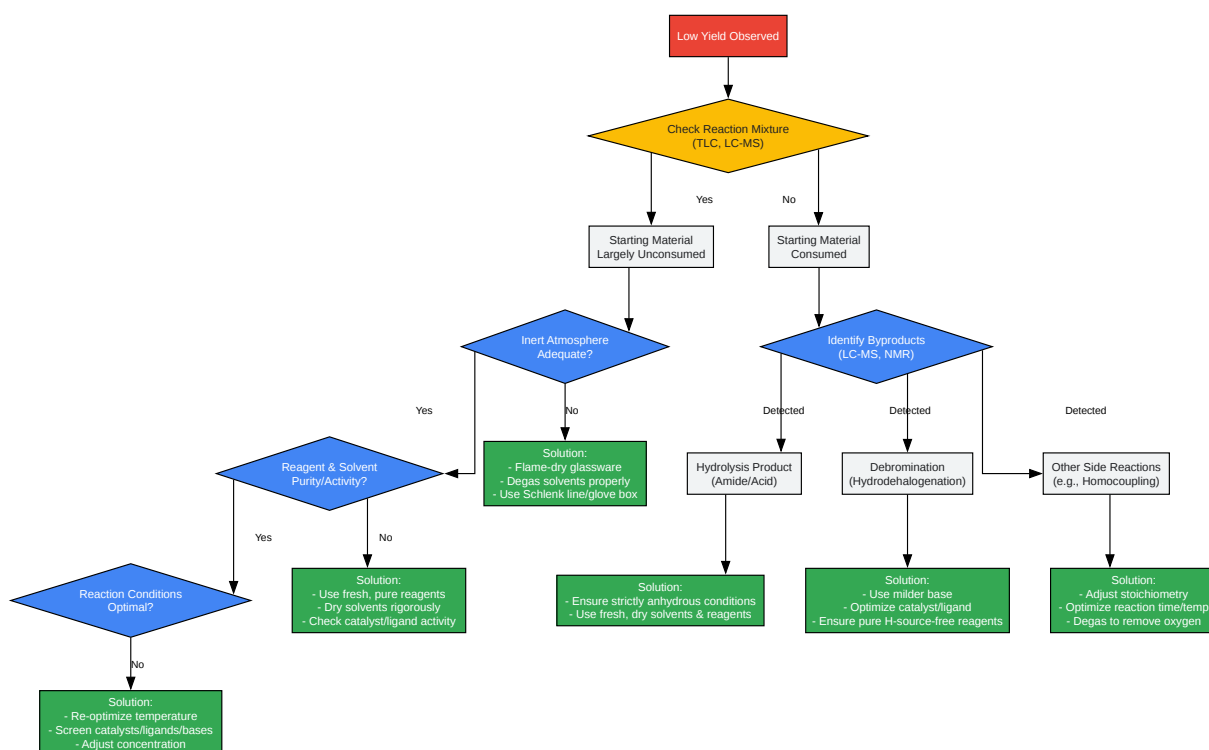 Low Yield Observed
Check Reaction Mixture
(TLC, LC-MS)
Yes
No
Starting Material
Largely Unconsumed
Starting Material
Consumed
Inert Atmosphere
Adequate?
Identify Byproducts
(LC-MS, NMR)
Yes
No
Detected
Detected
Detected
Reagent & Solvent
Purity/Activity?
Solution:
- Flame-dry glassware
- Degas solvents properly
- Use Schlenk line/glove box
Hydrolysis Product
(Amide/Acid)
Debromination
(Hydrodehalogenation)
Other Side Reactions
(e.g., Homocoupling)
Yes
No
Reaction Conditions
Optimal?
Solution:
- Use fresh, pure reagents
- Dry solvents rigorously
- Check catalyst/ligand activity
Solution:
- Ensure strictly anhydrous conditions
- Use fresh, dry solvents & reagents
Solution:
- Use milder base
- Optimize catalyst/ligand
- Ensure pure H-source-free reagents
Solution:
- Adjust stoichiometry
- Optimize reaction time/temp
- Degas to remove oxygen
No
Solution:
- Re-optimize temperature
- Screen catalysts/ligands/bases
- Adjust concentration